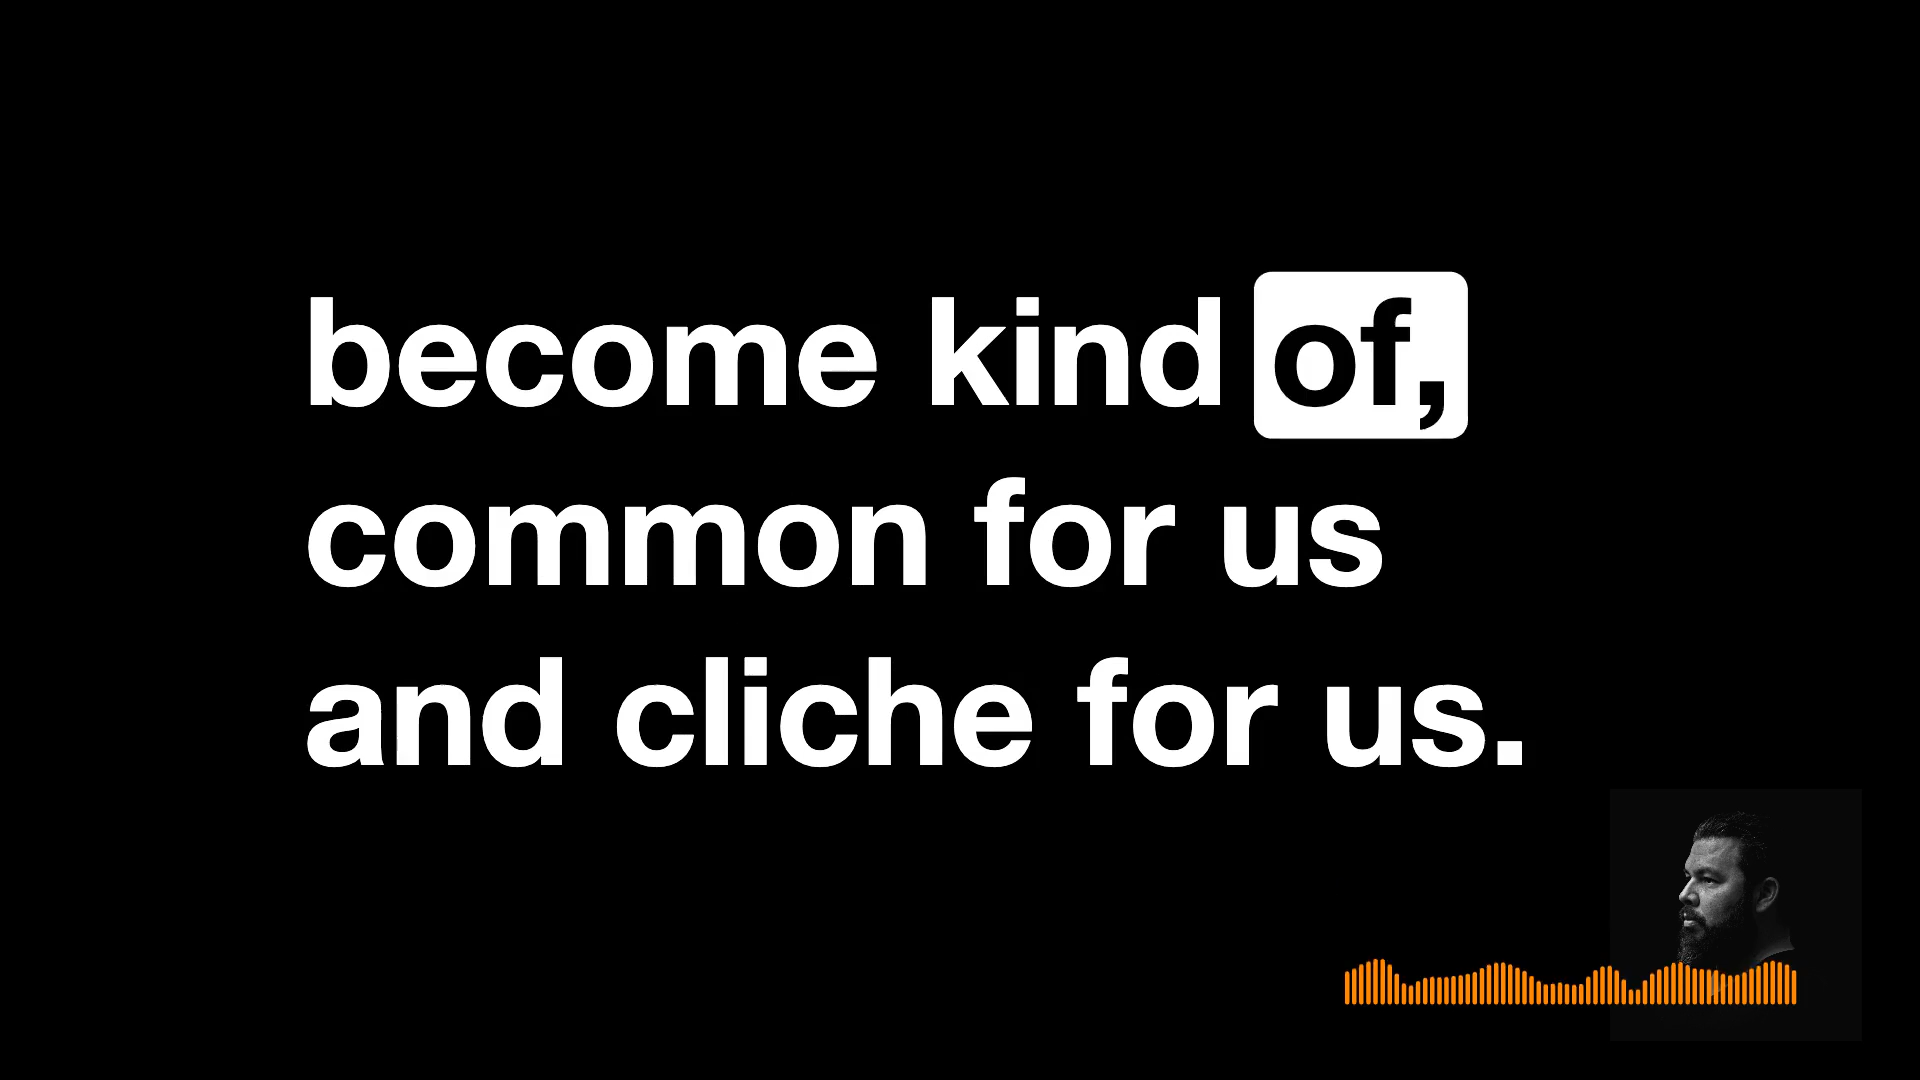 become kind of,
common for us
and cliche for us.